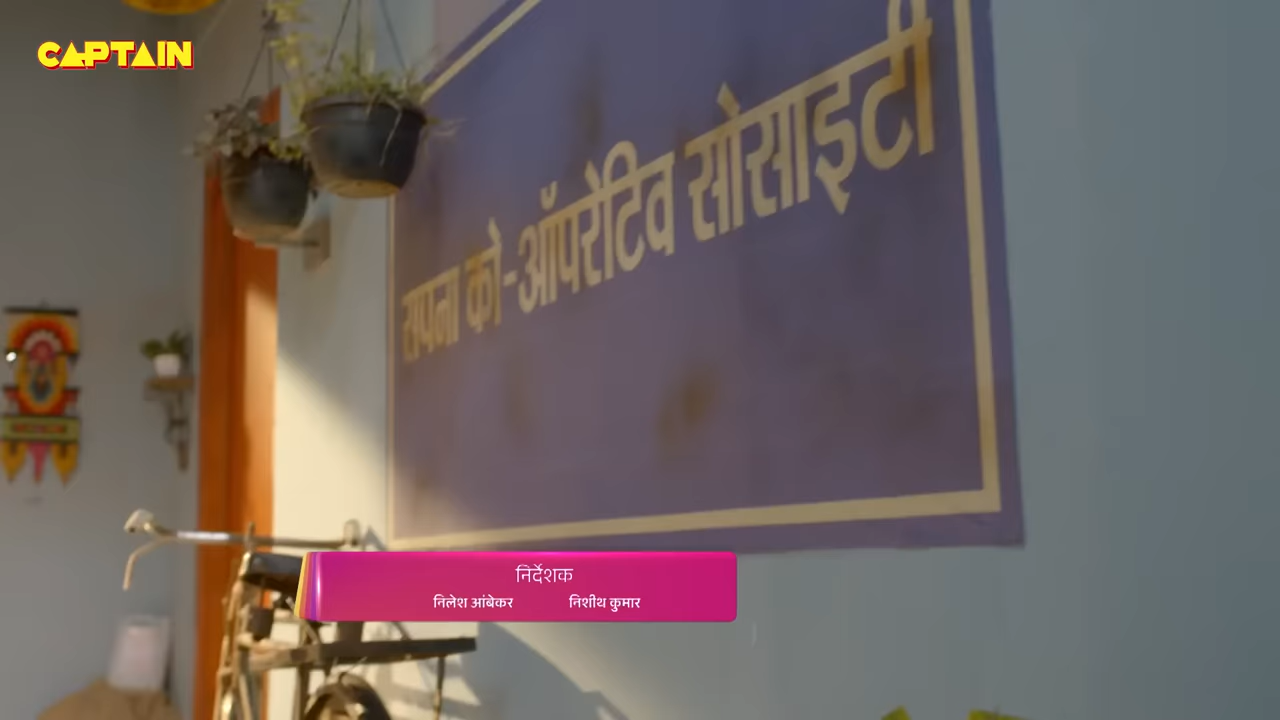 CAPTAIN
सपना को-ऑपरेटिव सोसाइटी
निर्देशक
निलेश आंबेकर निशीथ कुमार